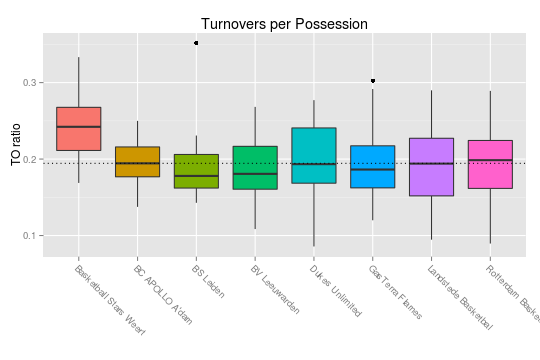 Turnovers per Possession
TO ratio
0.3
0.2
0.1
Basketball Stars Weert
BC APOLLO A'dam
BS Leiden
BV Leeuwarden
Dukes Unlimited
GasTerra Flames
Landstede Basketbal
Rotterdam Basket